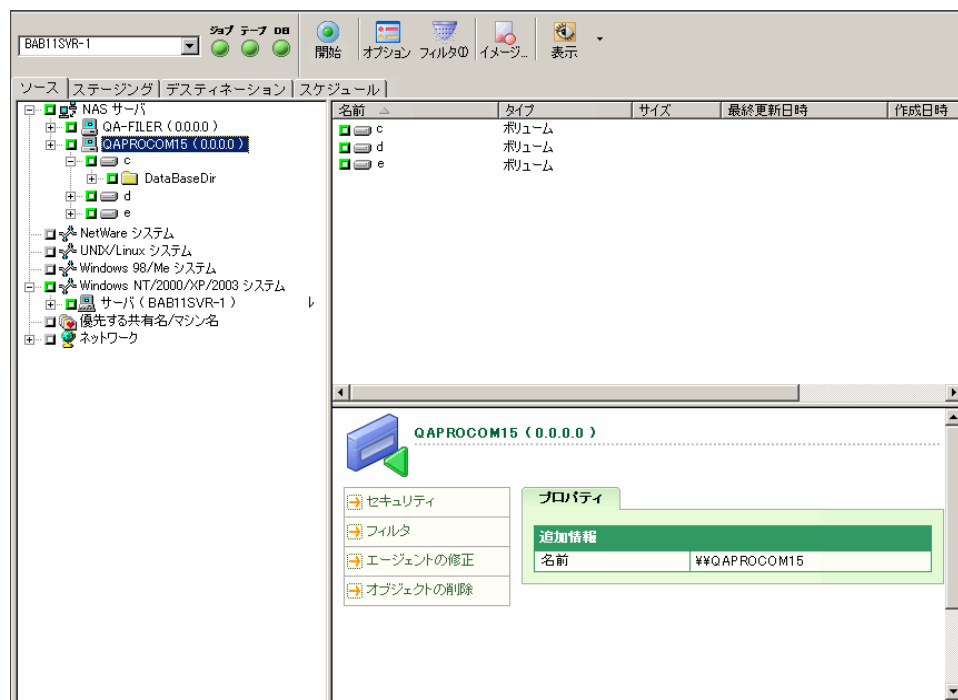 BAB11SVR-1
ジョブ テープ DB
開始
オプション
フィルタ(I)
イメージ...
表示
ソース
ステージング
デスティネーション
スケジュール
NAS サーバ
QA-FILER ( 0.0.0.0 )
QAPROCOM15 ( 0.0.0.0 )
c
DataBaseDir
d
e
NetWare システム
UNIX/Linux システム
Windows 98/Me システム
Windows NT/2000/XP/2003 システム
サーバ ( BAB11SVR-1 )
レ
優先する共有名/マシン名
ネットワーク
名前 タイプ サイズ 最終更新日時 作成日時
c ボリューム
d ボリューム
e ボリューム
QAPROCOM15 ( 0.0.0.0 )
セキュリティ
フィルタ
エージェントの修正
オブジェクトの削除
プロパティ
追加情報
名前 ¥¥QAPROCOM15